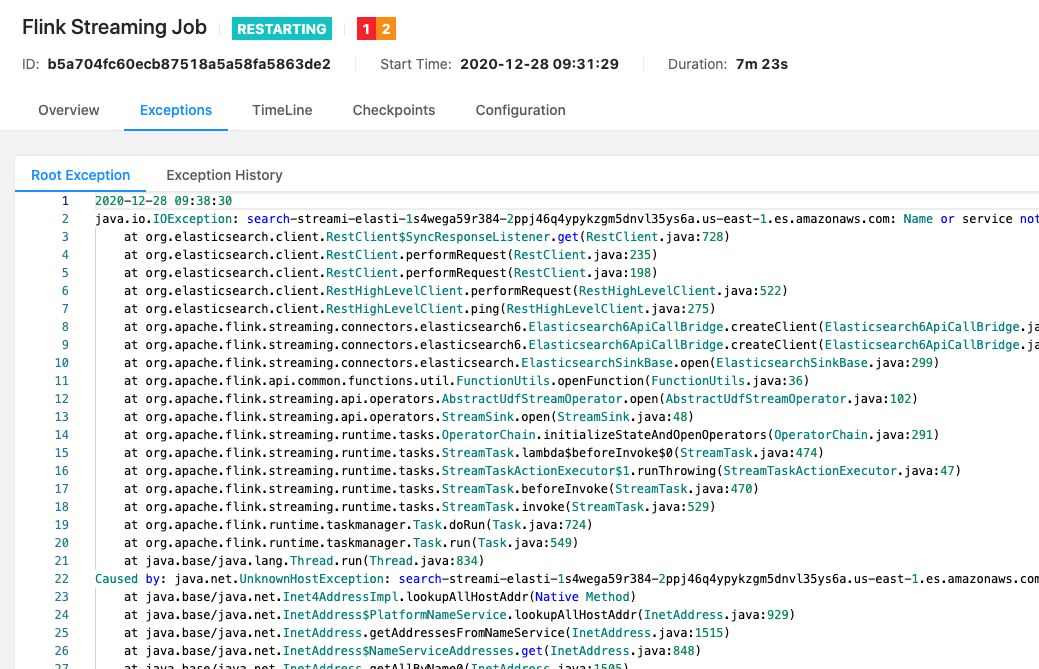 Flink Streaming Job RESTARTING 1 2
ID: b5a704fc60ecb87518a5a58fa5863de2 Start Time: 2020-12-28 09:31:29 Duration: 7m 23s
Overview Exceptions TimeLine Checkpoints Configuration
Root Exception Exception History
1 2020-12-28 09:38:30
2 java.io.IOException: search-streami-elasti-1s4wega59r384-2ppj46q4ypykzgm5dnvl35ys6a.us-east-1.es.amazonaws.com: Name or service not
3 at org.elasticsearch.client.RestClient$SyncResponseListener.get(RestClient.java:728)
4 at org.elasticsearch.client.RestClient.performRequest(RestClient.java:235)
5 at org.elasticsearch.client.RestClient.performRequest(RestClient.java:198)
6 at org.elasticsearch.client.RestHighLevelClient.performRequest(RestHighLevelClient.java:522)
7 at org.elasticsearch.client.RestHighLevelClient.ping(RestHighLevelClient.java:275)
8 at org.apache.flink.streaming.connectors.elasticsearch6.Elasticsearch6ApiCallBridge.createClient(Elasticsearch6ApiCallBridge.ja
9 at org.apache.flink.streaming.connectors.elasticsearch6.Elasticsearch6ApiCallBridge.createClient(Elasticsearch6ApiCallBridge.ja
10 at org.apache.flink.streaming.connectors.elasticsearch.ElasticsearchSinkBase.open(ElasticsearchSinkBase.java:299)
11 at org.apache.flink.api.common.functions.util.FunctionUtils.openFunction(FunctionUtils.java:36)
12 at org.apache.flink.streaming.api.operators.AbstractUdfStreamOperator.open(AbstractUdfStreamOperator.java:102)
13 at org.apache.flink.streaming.api.operators.StreamSink.open(StreamSink.java:48)
14 at org.apache.flink.streaming.runtime.tasks.OperatorChain.initializeStateAndOpenOperators(OperatorChain.java:291)
15 at org.apache.flink.streaming.runtime.tasks.StreamTask.lambda$beforeInvoke$0(StreamTask.java:474)
16 at org.apache.flink.streaming.runtime.tasks.StreamTaskActionExecutor$1.runThrowing(StreamTaskActionExecutor.java:47)
17 at org.apache.flink.streaming.runtime.tasks.StreamTask.beforeInvoke(StreamTask.java:470)
18 at org.apache.flink.streaming.runtime.tasks.StreamTask.invoke(StreamTask.java:529)
19 at org.apache.flink.runtime.taskmanager.Task.doRun(Task.java:724)
20 at org.apache.flink.runtime.taskmanager.Task.run(Task.java:549)
21 at java.base/java.lang.Thread.run(Thread.java:834)
22 Caused by: java.net.UnknownHostException: search-streami-elasti-1s4wega59r384-2ppj46q4ypykzgm5dnvl35ys6a.us-east-1.es.amazonaws.com
23 at java.base/java.net.Inet4AddressImpl.lookupAllHostAddr(Native Method)
24 at java.base/java.net.InetAddress$PlatformNameService.lookupAllHostAddr(InetAddress.java:929)
25 at java.base/java.net.InetAddress.getAddressesFromNameService(InetAddress.java:1515)
26 at java.base/java.net.InetAddress$NameServiceAddresses.get(InetAddress.java:848)
27 at java.base/java.net.InetAddress.getAllByName0(InetAddress.java:1505)